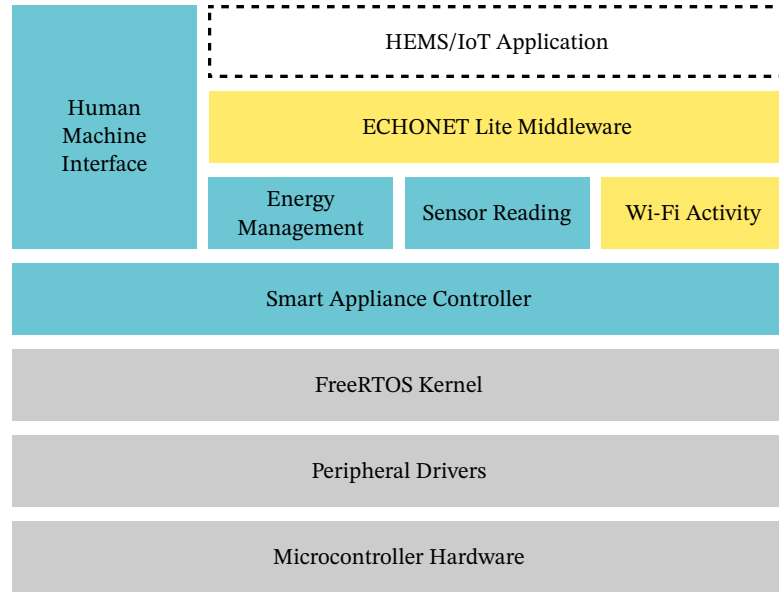 HEMS/IoT Application
Human
Machine
Interface
ECHONET Lite Middleware
Energy
Management
Sensor Reading
Wi-Fi Activity
Smart Appliance Controller
FreeRTOS Kernel
Peripheral Drivers
Microcontroller Hardware